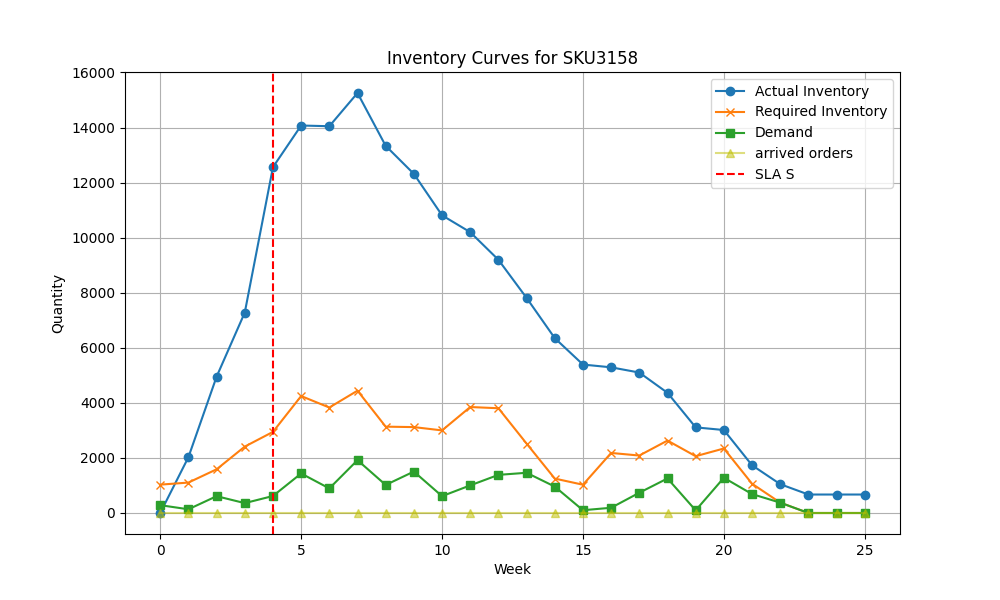 Inventory Curves for SKU3158
Actual Inventory
Required Inventory
Demand
arrived orders
SLA S
Quantity
16000
14000
12000
10000
8000
6000
4000
2000
0
0 5 10 15 20 25
Week